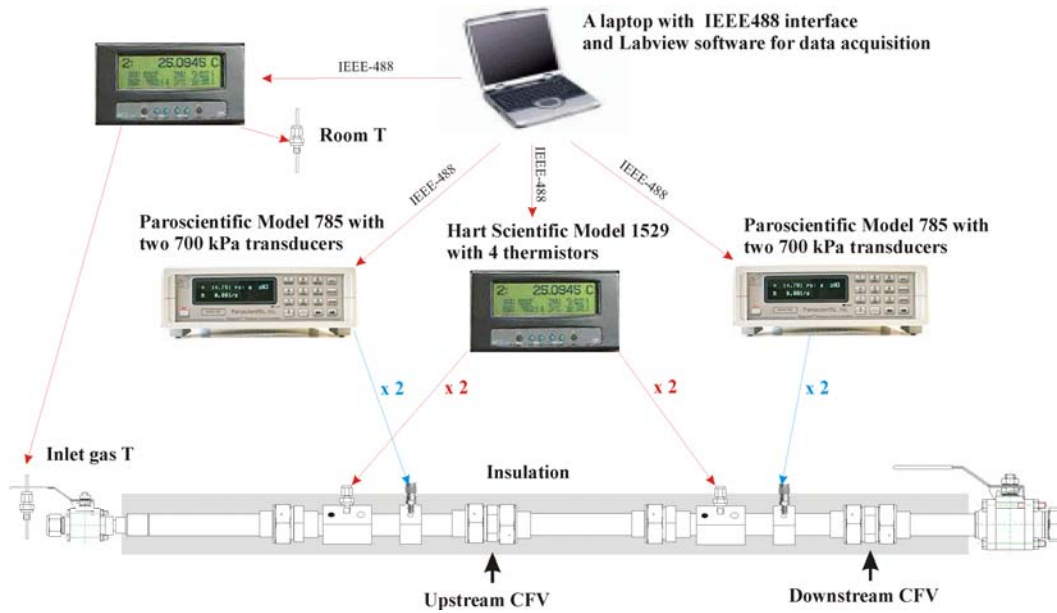 A laptop with IEEE488 interface
and Labview software for data acquisition
2: 25.0945 C
IEEE-488
Room T
IEEE-488
IEEE-488
IEEE-488
Paroscientific Model 785 with
two 700 kPa transducers
Hart Scientific Model 1529
with 4 thermistors
Paroscientific Model 785 with
two 700 kPa transducers
2: 25.0945 C
x 2
x 2
x 2
x 2
Inlet gas T
Insulation
Upstream CFV
Downstream CFV